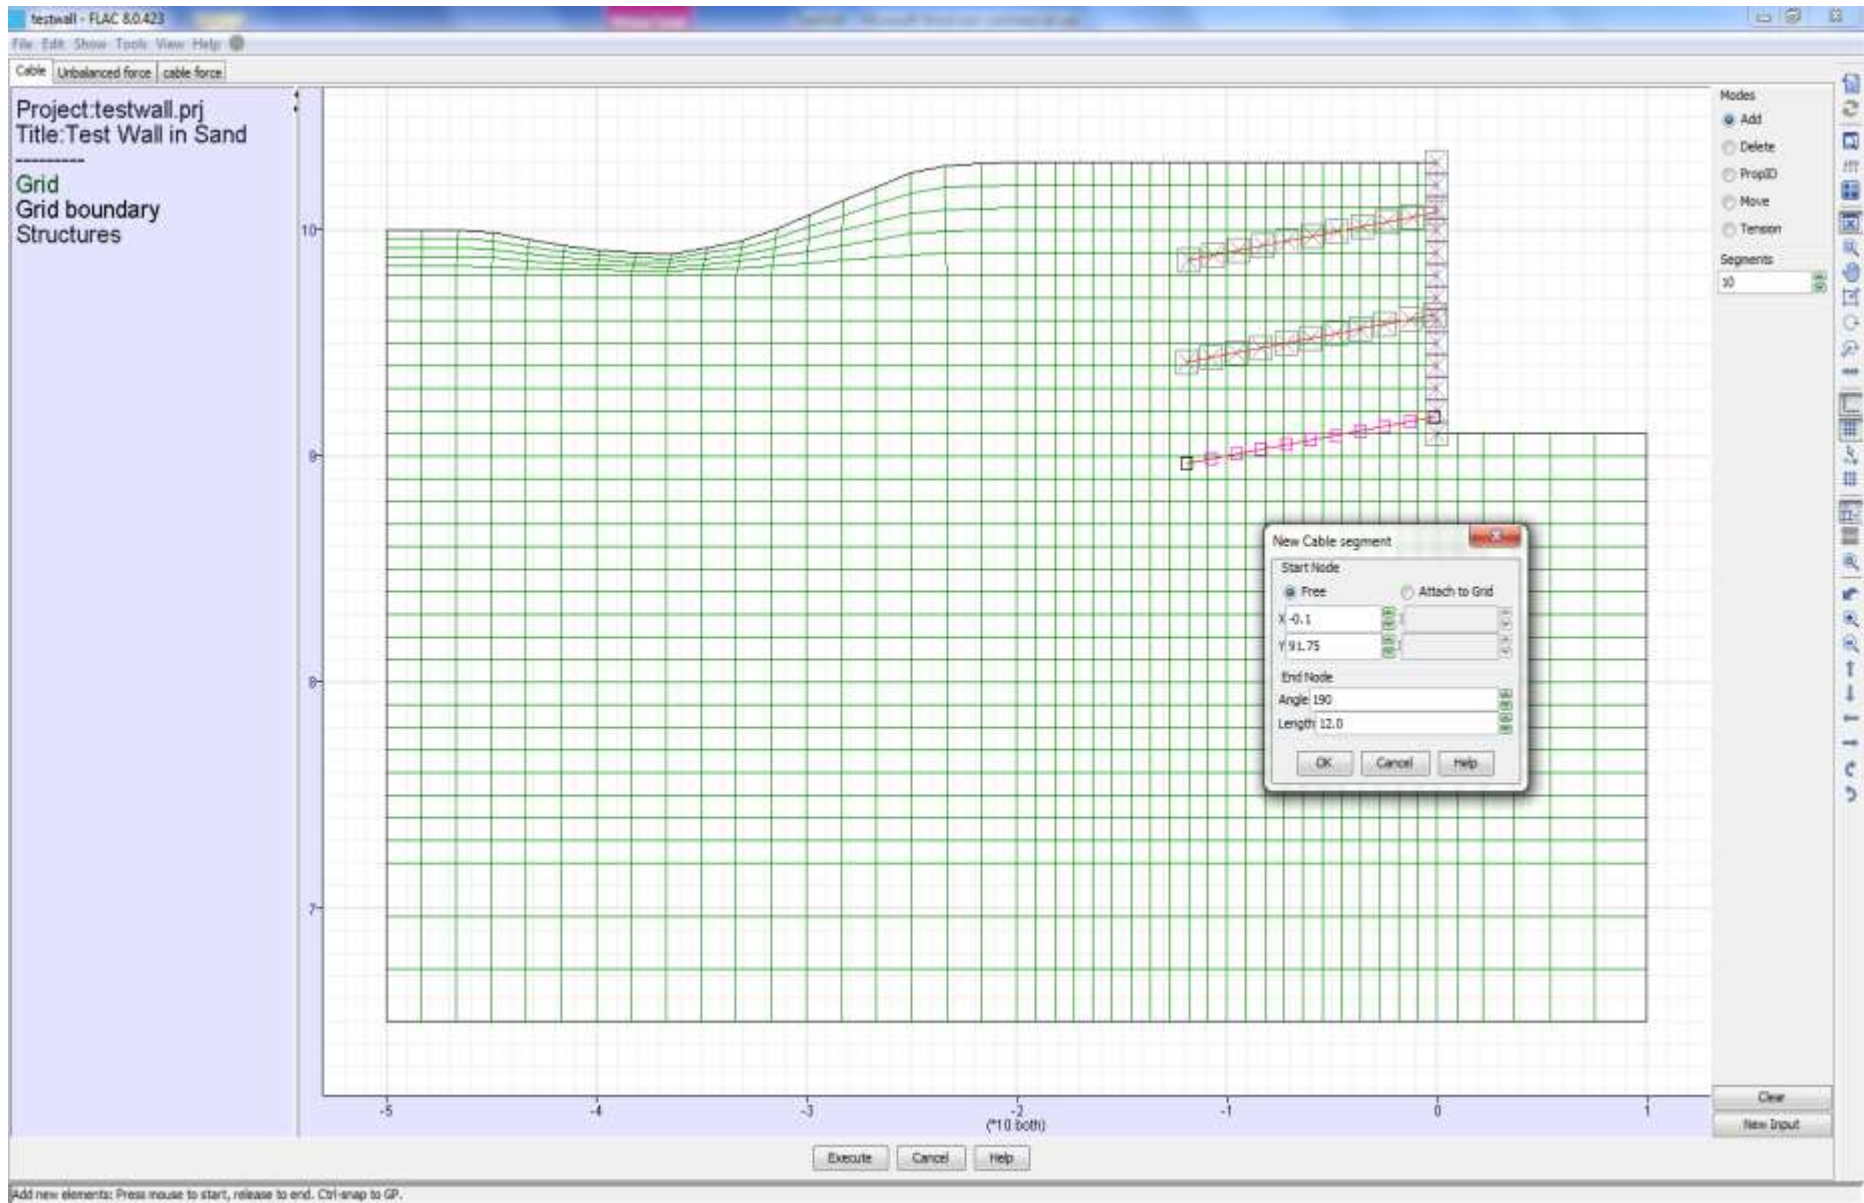 testwall - FLAC 8.0.423
File Edit Show Tools View Help
Cable Unbalanced force cable force
Project:testwall.prj
Title:Test Wall in Sand
---------
Grid
Grid boundary
Structures
10
9
8
7
-5 -4 -3 -2 -1 0 1
(*10 both)
Modes
Add
Delete
PropID
Move
Tension
Segments
10
New Cable segment
Start Node
Free Attach to Grid
X -0.1
Y 91.75
End Node
Angle 190
Length 12.0
OK Cancel Help
Clear
New Input
Execute Cancel Help
Add new elements: Press mouse to start, release to end. Ctrl-snap to GP.